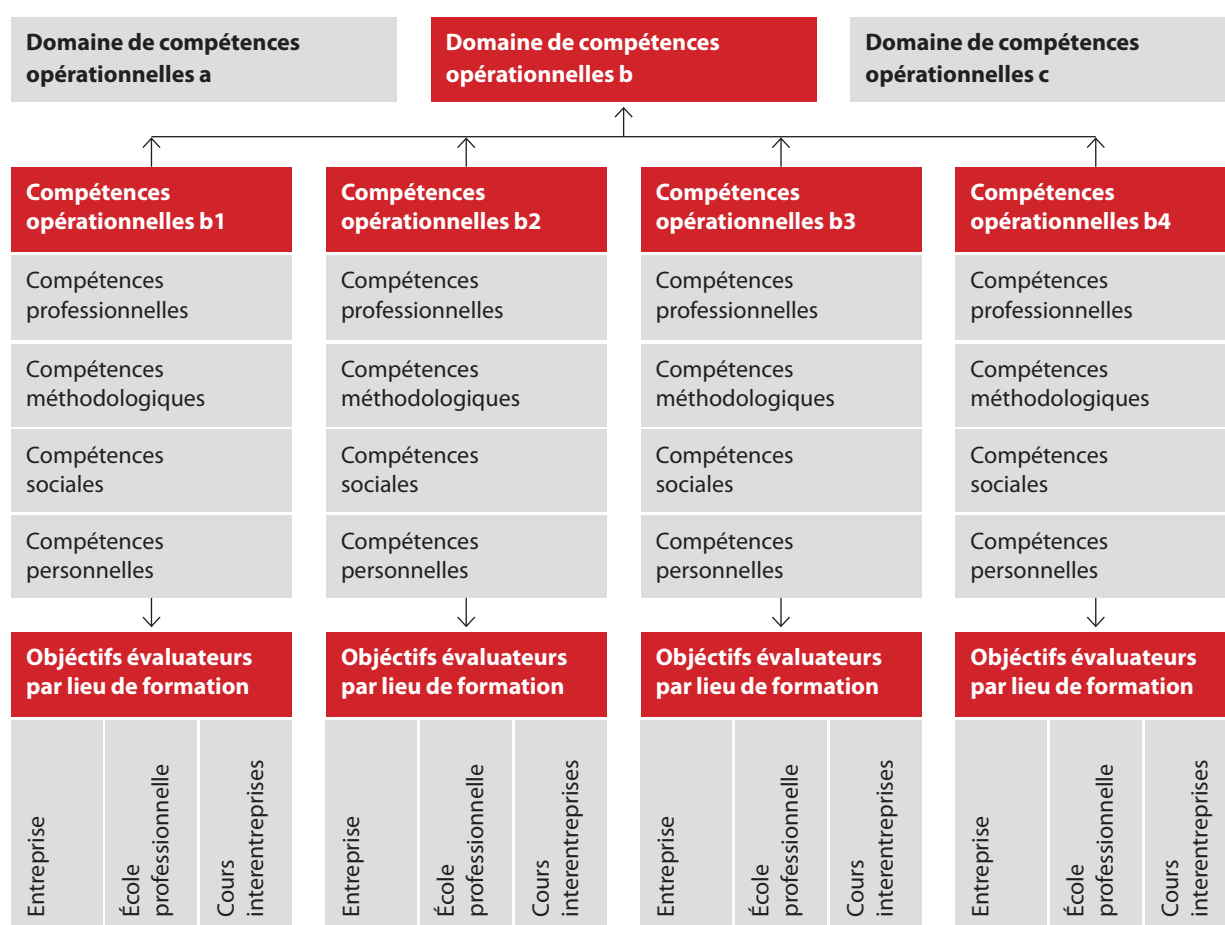 Domaine de compétences
opérationnelles a
Domaine de compétences
opérationnelles b
Domaine de compétences
opérationnelles c
Compétences
opérationnelles b1
Compétences
professionnelles
Compétences
méthodologiques
Compétences
sociales
Compétences
personnelles
Objéctifs évaluateurs
par lieu de formation
Entreprise
École
professionnelle
Cours
interentreprises
Compétences
opérationnelles b2
Compétences
professionnelles
Compétences
méthodologiques
Compétences
sociales
Compétences
personnelles
Objéctifs évaluateurs
par lieu de formation
Entreprise
École
professionnelle
Cours
interentreprises
Compétences
opérationnelles b3
Compétences
professionnelles
Compétences
méthodologiques
Compétences
sociales
Compétences
personnelles
Objéctifs évaluateurs
par lieu de formation
Entreprise
École
professionnelle
Cours
interentreprises
Compétences
opérationnelles b4
Compétences
professionnelles
Compétences
méthodologiques
Compétences
sociales
Compétences
personnelles
Objéctifs évaluateurs
par lieu de formation
Entreprise
École
professionnelle
Cours
interentreprises